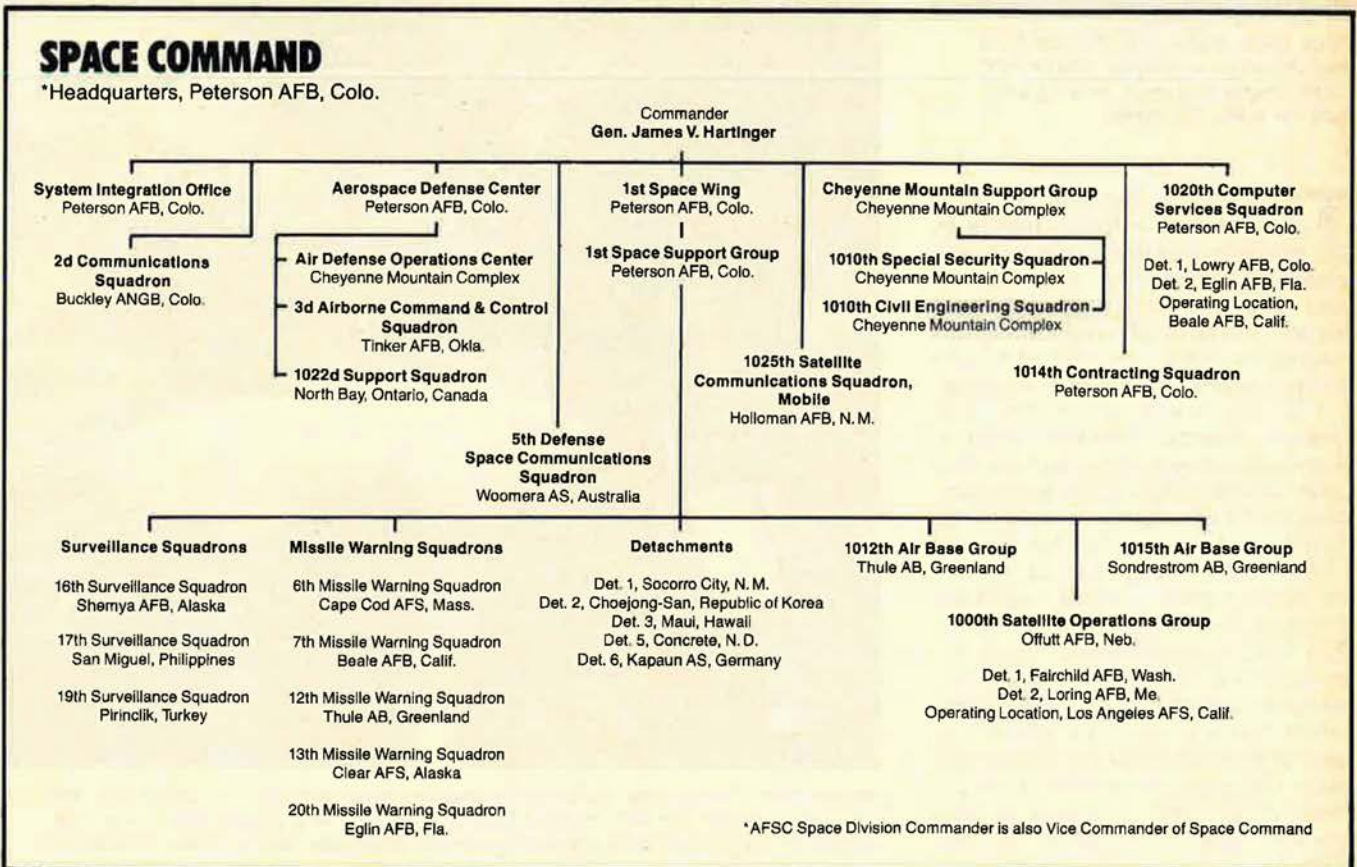 SPACE COMMAND
*Headquarters, Peterson AFB, Colo.
Commander
Gen. James V. Hartinger
System Integration Office
Peterson AFB, Colo.
Aerospace Defense Center
Peterson AFB, Colo.
1st Space Wing
Peterson AFB, Colo.
Cheyenne Mountain Support Group
Cheyenne Mountain Complex
1020th Computer
Services Squadron
Peterson AFB, Colo.
Det. 1, Lowry AFB, Colo.
Det. 2, Eglin AFB, Fla.
Operating Location,
Beale AFB, Calif.
2d Communications
Squadron
Buckley ANGB, Colo.
Air Defense Operations Center
Cheyenne Mountain Complex
3d Airborne Command & Control
Squadron
Tinker AFB, Okla.
1022d Support Squadron
North Bay, Ontario, Canada
1st Space Support Group
Peterson AFB, Colo.
1010th Special Security Squadron
Cheyenne Mountain Complex
1010th Civil Engineering Squadron
Cheyenne Mountain Complex
1025th Satellite
Communications Squadron,
Mobile
Holloman AFB, N.M.
1014th Contracting Squadron
Peterson AFB, Colo.
5th Defense
Space Communications
Squadron
Woomera AS, Australia
Surveillance Squadrons
16th Surveillance Squadron
Shemya AFB, Alaska
17th Surveillance Squadron
San Miguel, Philippines
19th Surveillance Squadron
Pirinclik, Turkey
Missile Warning Squadrons
6th Missile Warning Squadron
Cape Cod AFS, Mass.
7th Missile Warning Squadron
Beale AFB, Calif.
12th Missile Warning Squadron
Thule AB, Greenland
13th Missile Warning Squadron
Clear AFS, Alaska
20th Missile Warning Squadron
Eglin AFB, Fla.
Detachments
Det. 1, Socorro City, N.M.
Det. 2, Choejong-San, Republic of Korea
Det. 3, Maui, Hawaii
Det. 5, Concrete, N.D.
Det. 6, Kapaun AS, Germany
1012th Air Base Group
Thule AB, Greenland
1015th Air Base Group
Sondrestrom AB, Greenland
1000th Satellite Operations Group
Offutt AFB, Neb.
Det. 1, Fairchild AFB, Wash.
Det. 2, Loring AFB, Me.
Operating Location, Los Angeles AFS, Calif.
*AFSC Space Division Commander is also Vice Commander of Space Command